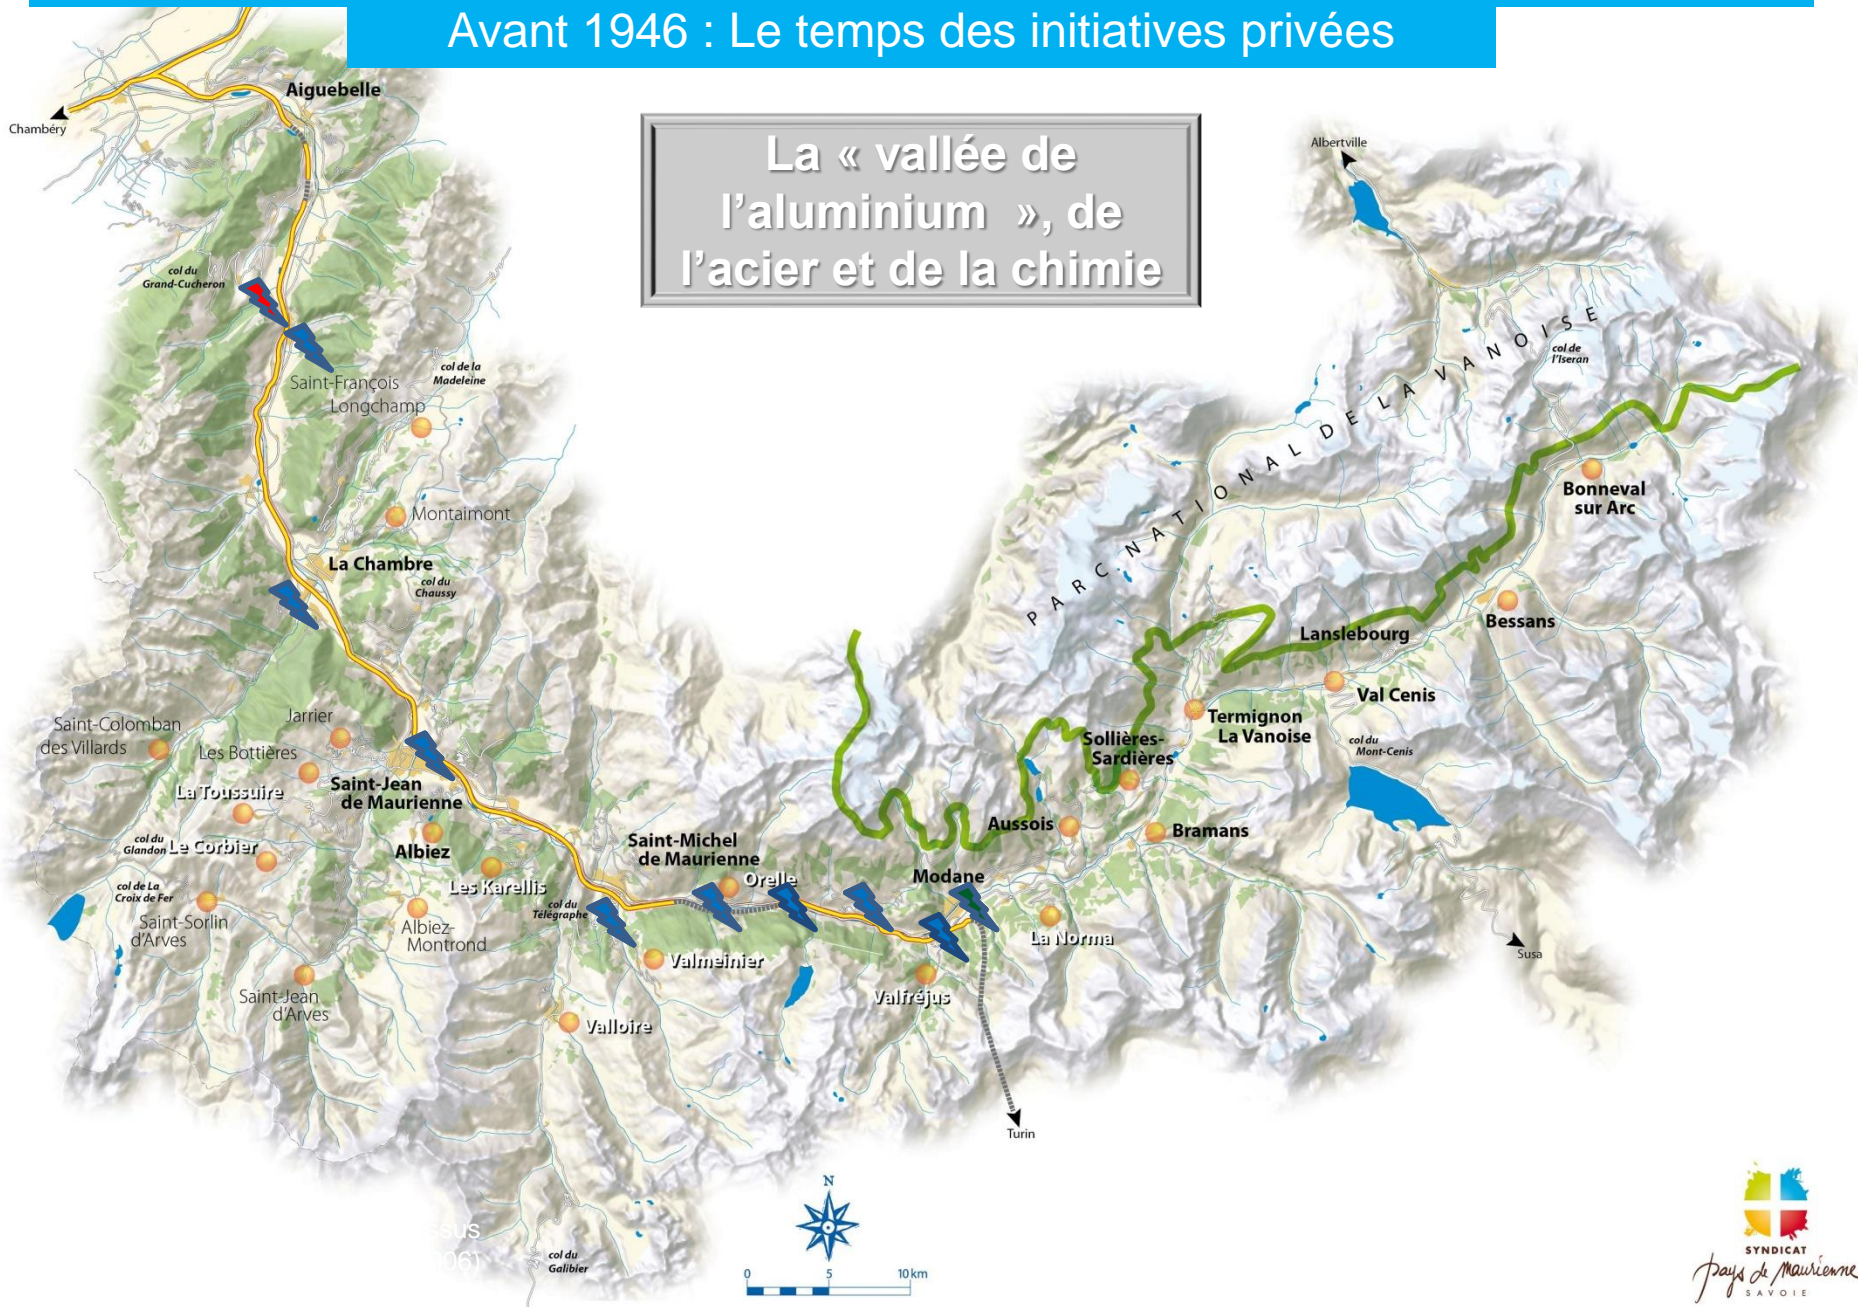 Avant 1946 : Le temps des initiatives privées
La « vallée de
l’aluminium », de
l’acier et de la chimie
Aiguebelle
Chambéry
Albertville
col du
Grand-Cucheron
Saint-François
Longchamp
col de la
Madeleine
PARC NATIONAL DE LA VANOISE
col de
l'Iseran
Bonneval
sur Arc
Montaimont
La Chambre
col du
Chaussy
Bessans
Lanslebourg
Val Cenis
Termignon
La Vanoise
col du
Mont-Cenis
Sollières-
Sardières
Saint-Colomban
des Villards
Jarrier
Les Bottières
La Toussuire
Saint-Jean
de Maurienne
col du
Glandon
Le Corbier
Albiez
Les Karellis
Saint-Michel
de Maurienne
Orelle
Modane
Aussois
Bramans
col de La
Croix de Fer
Saint-Sorlin
d'Arves
Albiez-
Montrond
col du
Télégraphe
Valmeinier
Valfréjus
La Norma
Susa
Saint-Jean
d'Arves
Valloire
Turin
ssus
06)
col du
Galibier
N
0 5 10 km
SYNDICAT
pays de Maurienne
SAVOIE